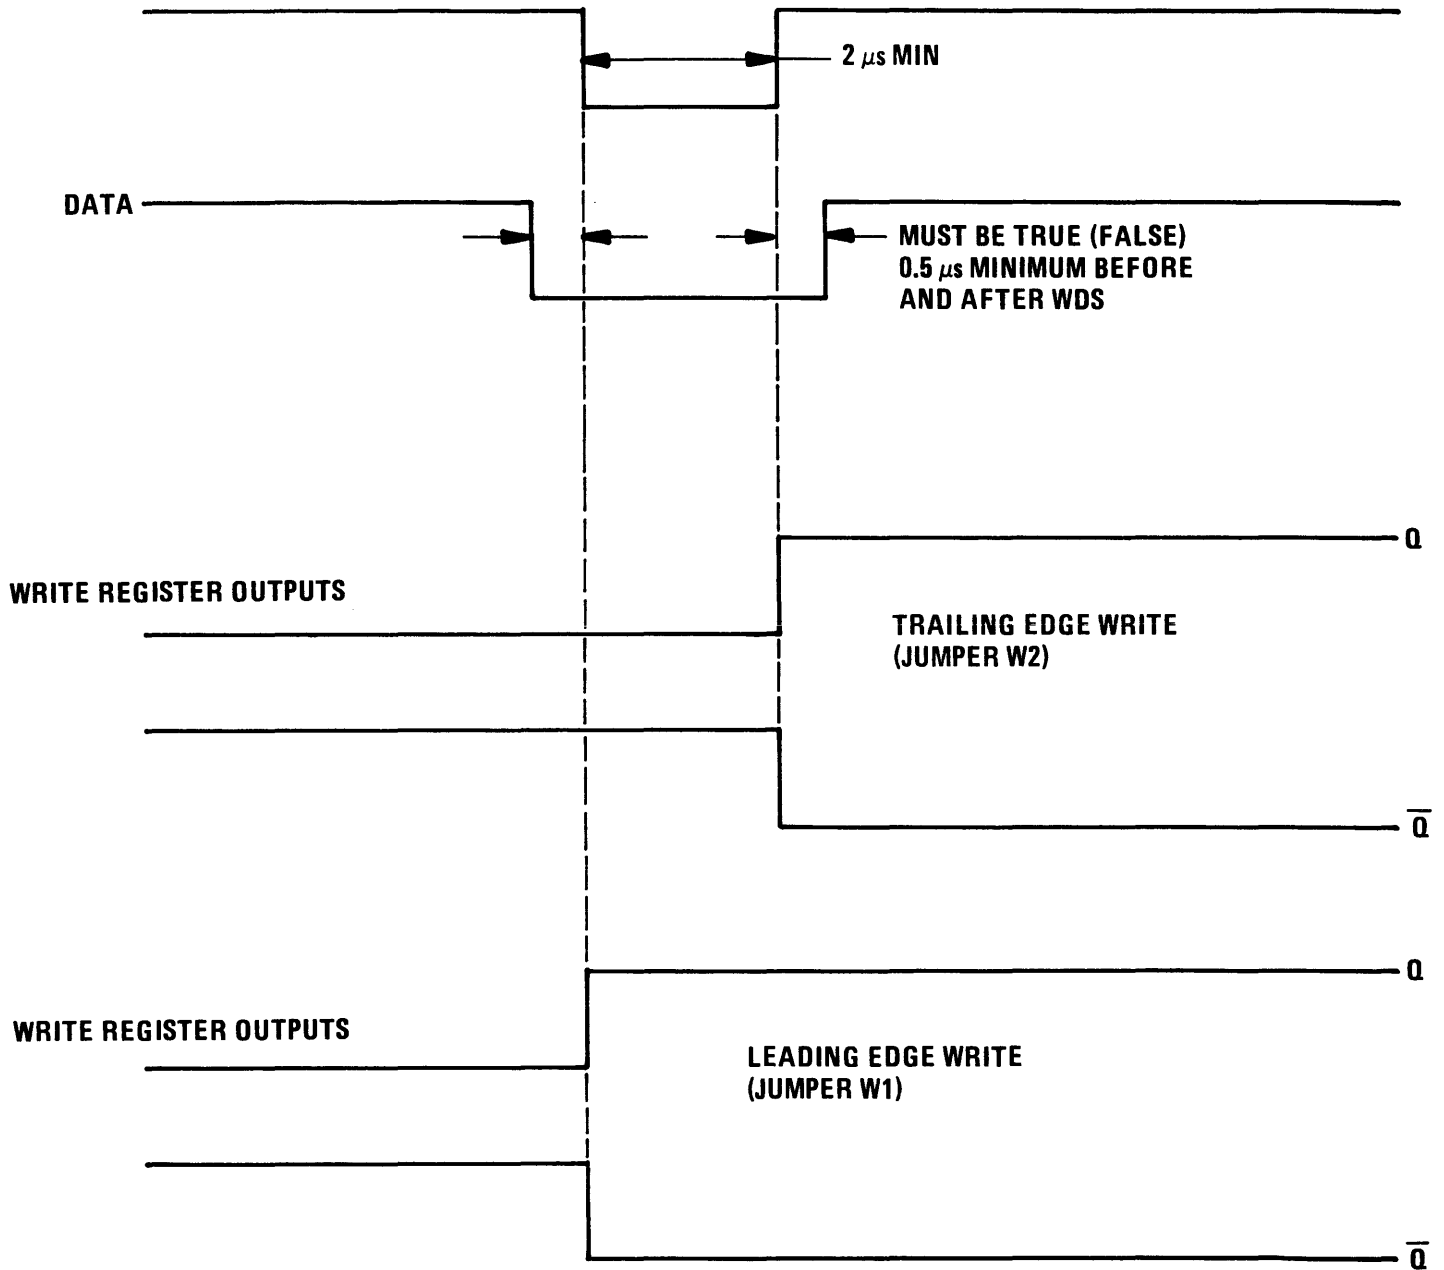 2 μs MIN
DATA
MUST BE TRUE (FALSE)
0.5 μs MINIMUM BEFORE
AND AFTER WDS
Q
WRITE REGISTER OUTPUTS
TRAILING EDGE WRITE
(JUMPER W2)
Q̅
Q
WRITE REGISTER OUTPUTS
LEADING EDGE WRITE
(JUMPER W1)
Q̅